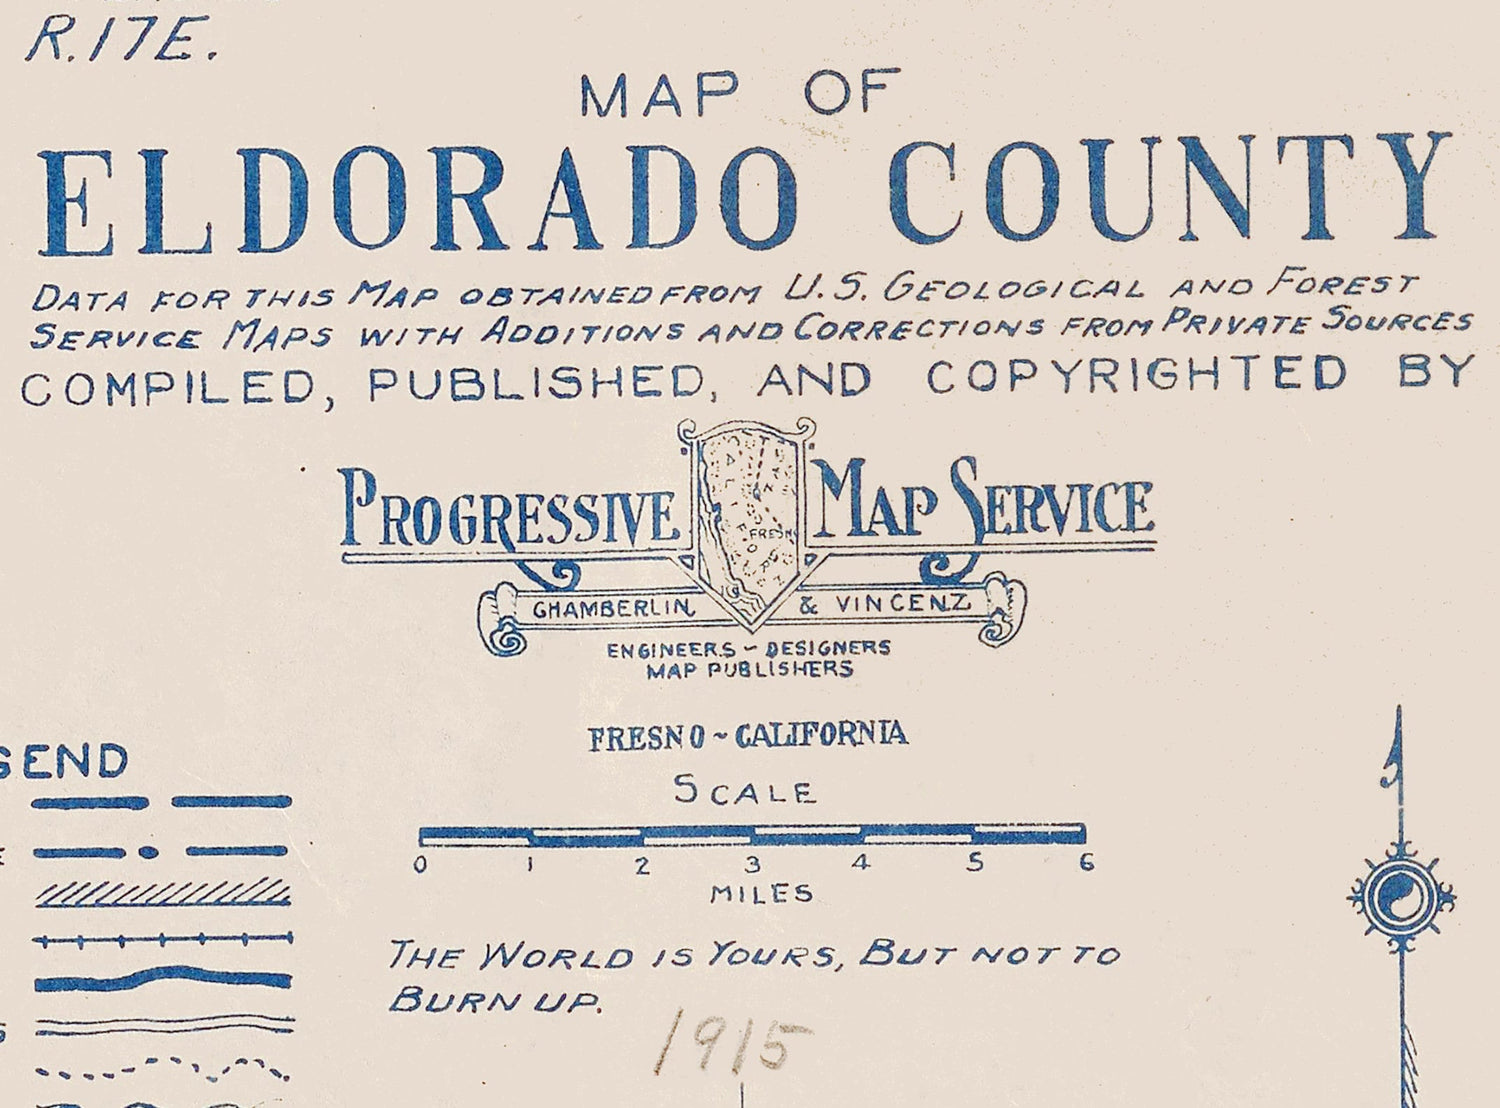 R.17E.
MAP OF
ELDORADO COUNTY
DATA FOR THIS MAP OBTAINED FROM U.S. GEOLOGICAL AND FOREST
SERVICE MAPS WITH ADDITIONS AND CORRECTIONS FROM PRIVATE SOURCES
COMPILED, PUBLISHED, AND COPYRIGHTED BY
PROGRESSIVE MAP SERVICE
FRESNO
CHAMBERLIN & VINCENZ
ENGINEERS ~ DESIGNERS
MAP PUBLISHERS
FRESNO ~ CALIFORNIA
GEND
SCALE
0 1 2 3 4 5 6
MILES
THE WORLD IS YOURS, BUT NOT TO
BURN UP.
1915